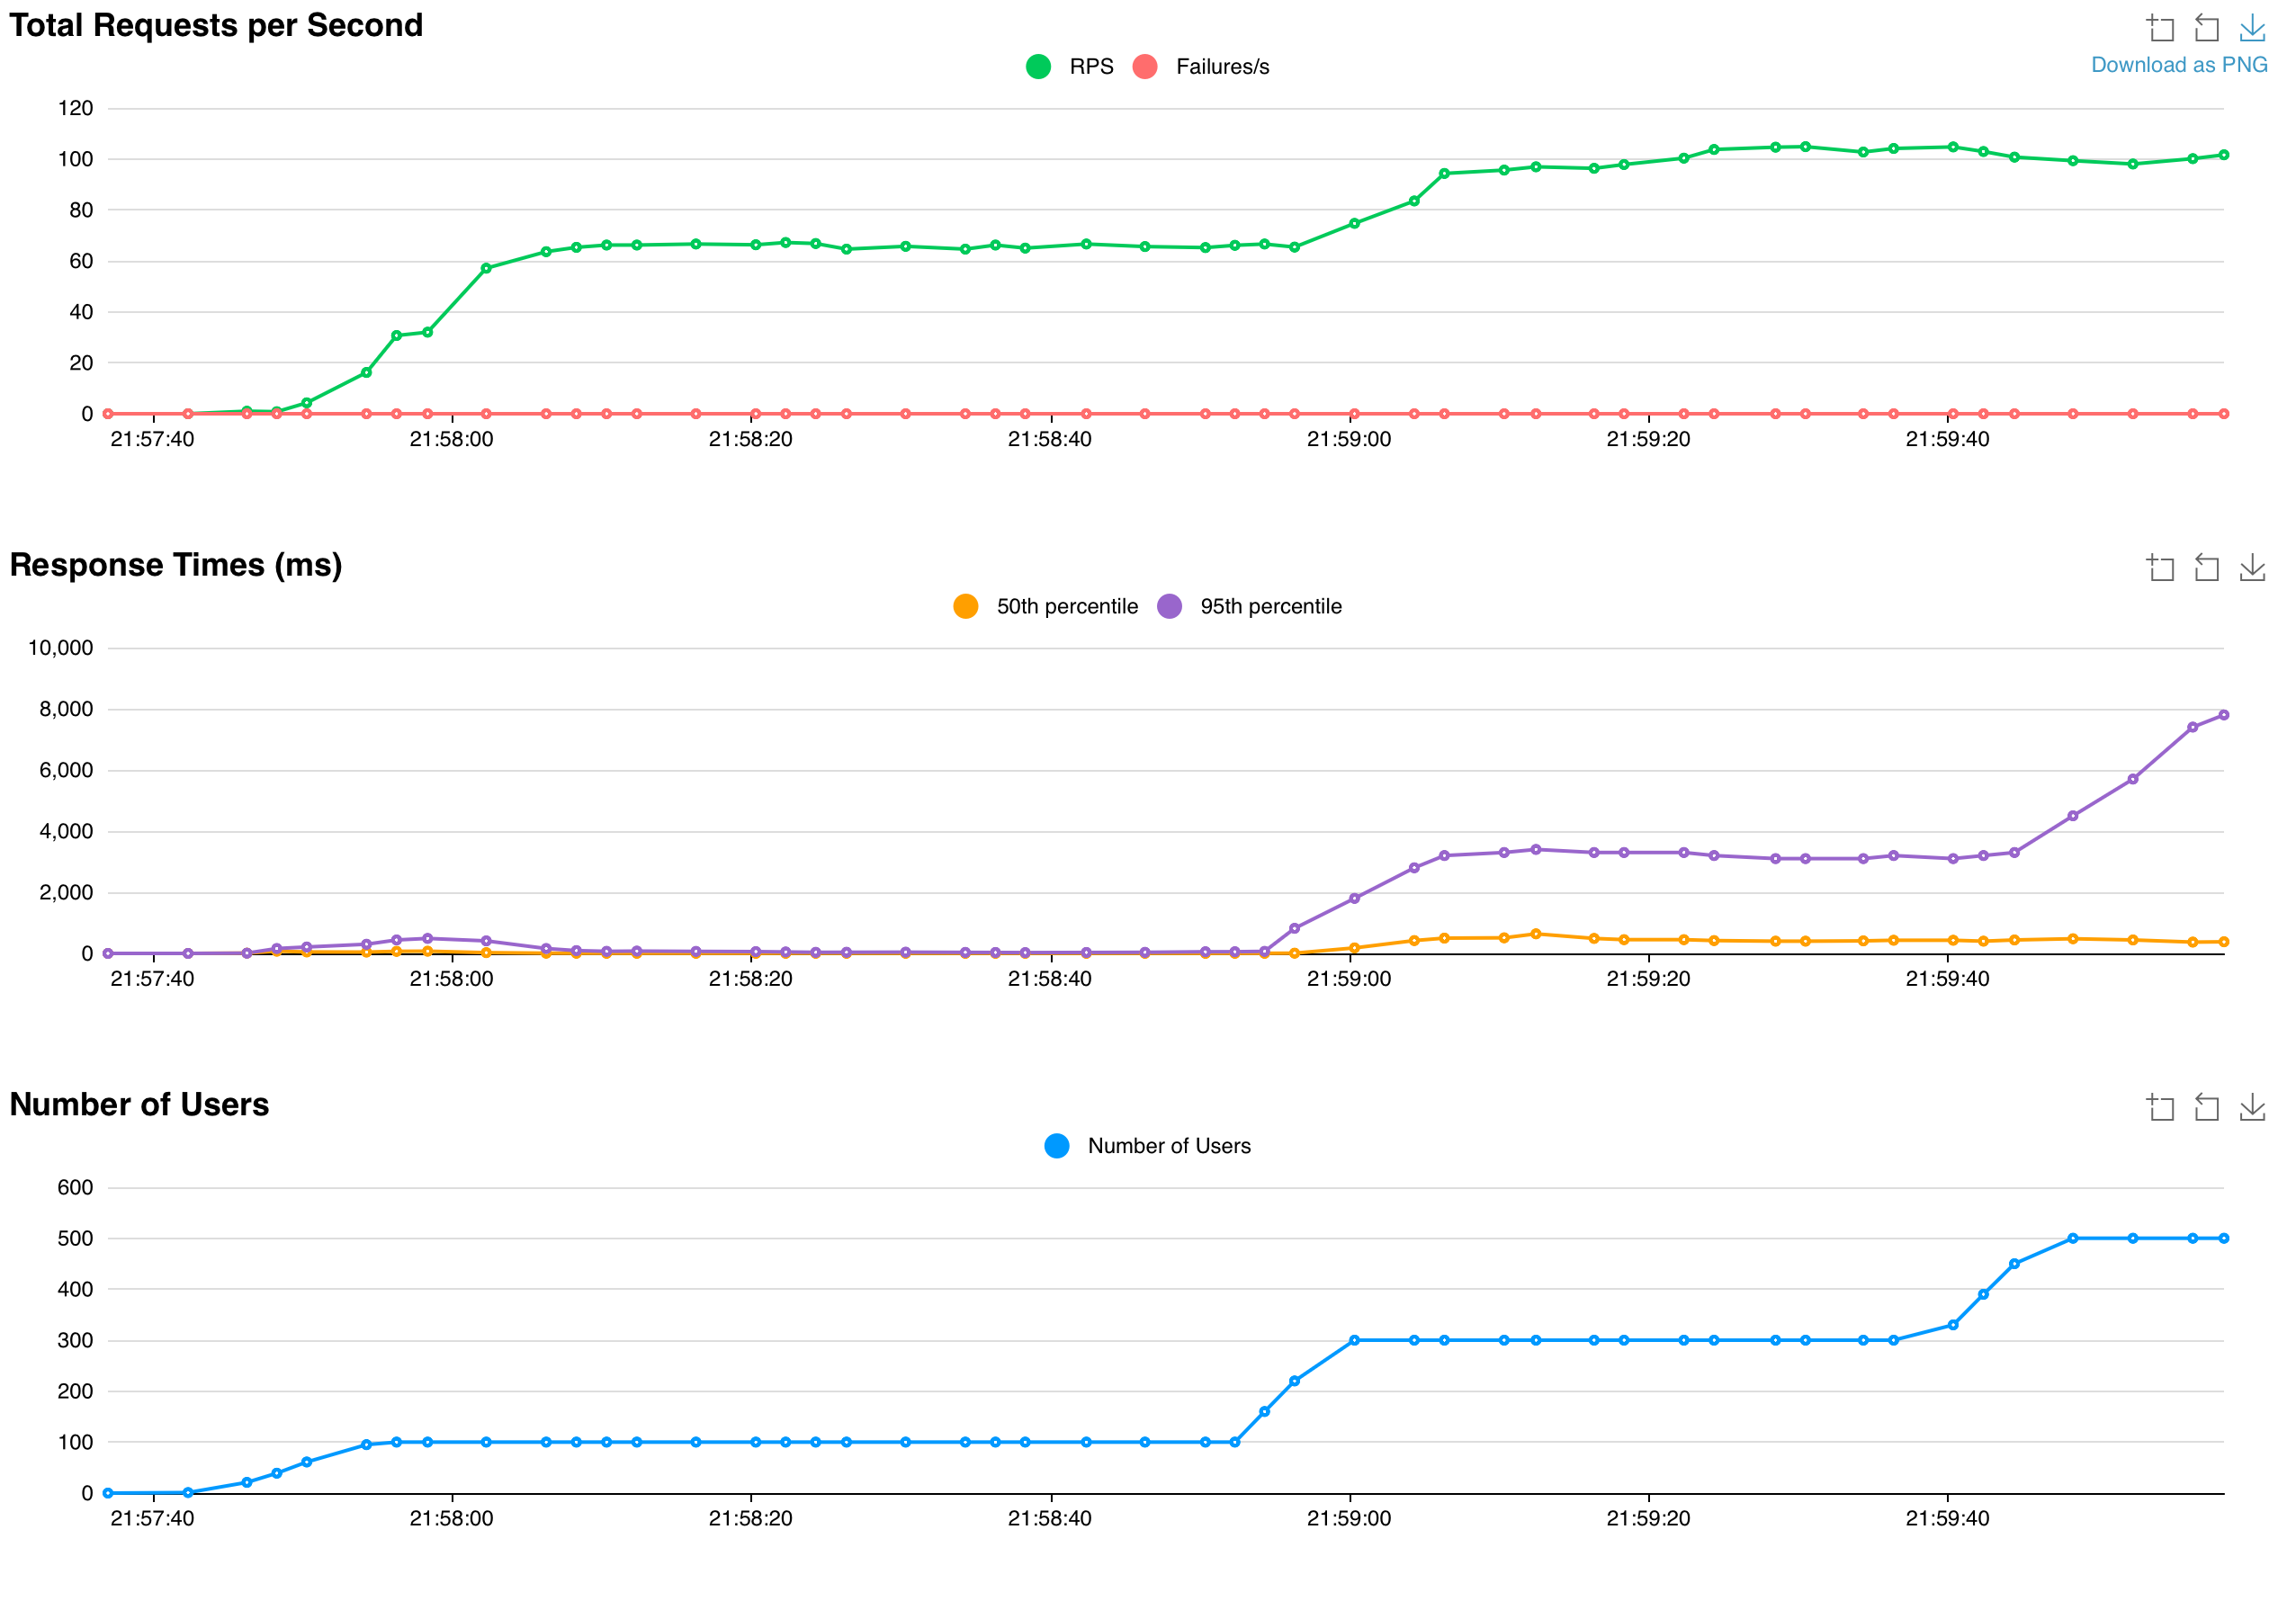 Total Requests per Second
RPS Failures/s
Download as PNG
120
100
80
60
40
20
0
21:57:40 21:58:00 21:58:20 21:58:40 21:59:00 21:59:20 21:59:40
Response Times (ms)
50th percentile 95th percentile
10,000
8,000
6,000
4,000
2,000
0
21:57:40 21:58:00 21:58:20 21:58:40 21:59:00 21:59:20 21:59:40
Number of Users
Number of Users
600
500
400
300
200
100
0
21:57:40 21:58:00 21:58:20 21:58:40 21:59:00 21:59:20 21:59:40